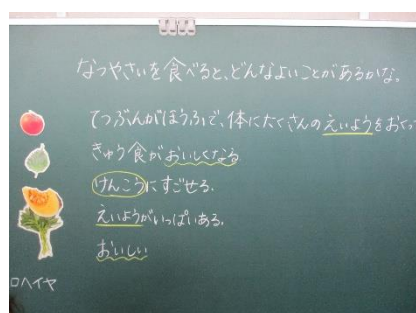 なつやさいを食べると、どんなよいことがあるかな。
てつぶんがほうふで、体にたくさんのえいようをおくって
きゅう食がおいしくなる
けんこうにすごせる。
えいようがいっぱいある。
おいしい
ロヘイヤ